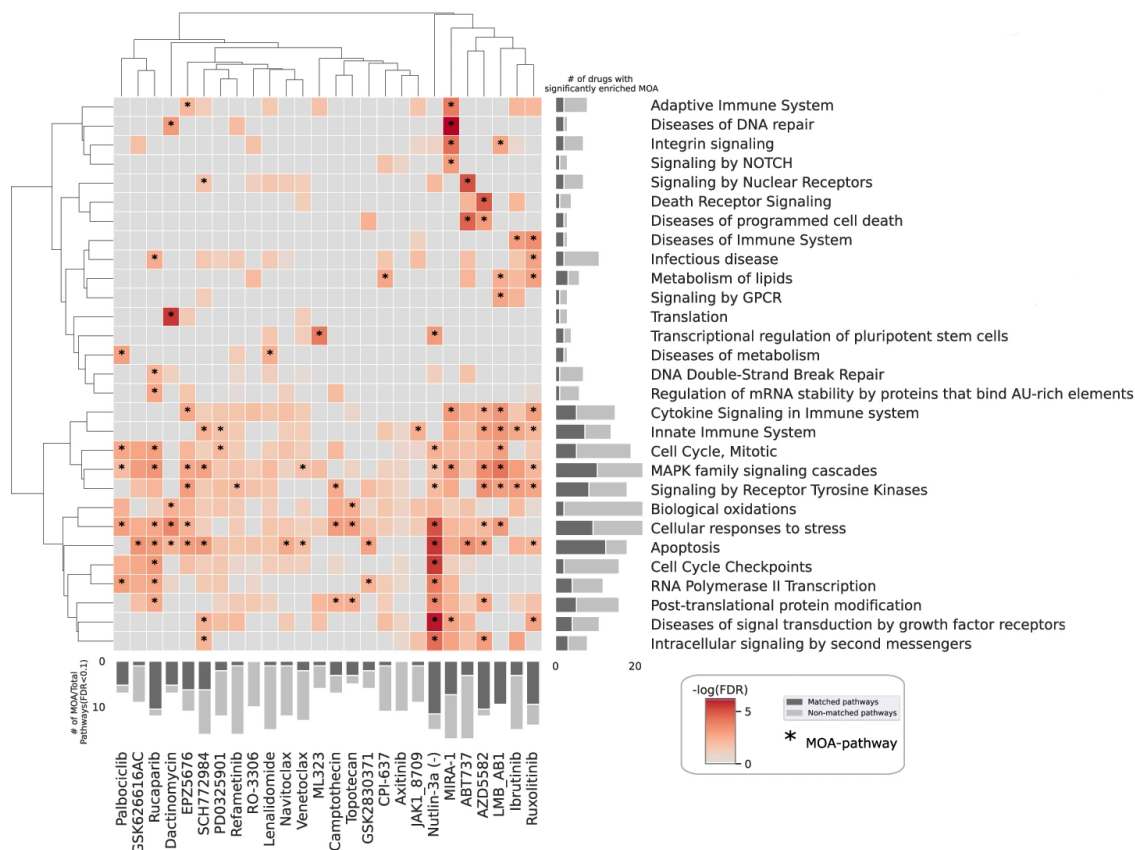 # of drugs with
significantly enriched MOA
Adaptive Immune System
Diseases of DNA repair
Integrin signaling
Signaling by NOTCH
Signaling by Nuclear Receptors
Death Receptor Signaling
Diseases of programmed cell death
Diseases of Immune System
Infectious disease
Metabolism of lipids
Signaling by GPCR
Translation
Transcriptional regulation of pluripotent stem cells
Diseases of metabolism
DNA Double-Strand Break Repair
Regulation of mRNA stability by proteins that bind AU-rich elements
Cytokine Signaling in Immune system
Innate Immune System
Cell Cycle, Mitotic
MAPK family signaling cascades
Signaling by Receptor Tyrosine Kinases
Biological oxidations
Cellular responses to stress
Apoptosis
Cell Cycle Checkpoints
RNA Polymerase II Transcription
Post-translational protein modification
Diseases of signal transduction by growth factor receptors
Intracellular signaling by second messengers
0 20
# of MOA/Total
Pathways(FDR<0.1)
0
10
Palbociclib
GSK626616AC
Rucaparib
Dactinomycin
EPZ5676
SCH772984
PD0325901
Refametinib
RO-3306
Lenalidomide
Navitoclax
Venetoclax
ML323
Camptothecin
Topotecan
GSK2830371
CPI-637
Axitinib
JAK1_8709
Nutlin-3a (-)
MIRA-1
ABT737
AZD5582
LMB_AB1
Ibrutinib
Ruxolitinib
-log(FDR)
5
0
Matched pathways
Non-matched pathways
* MOA-pathway